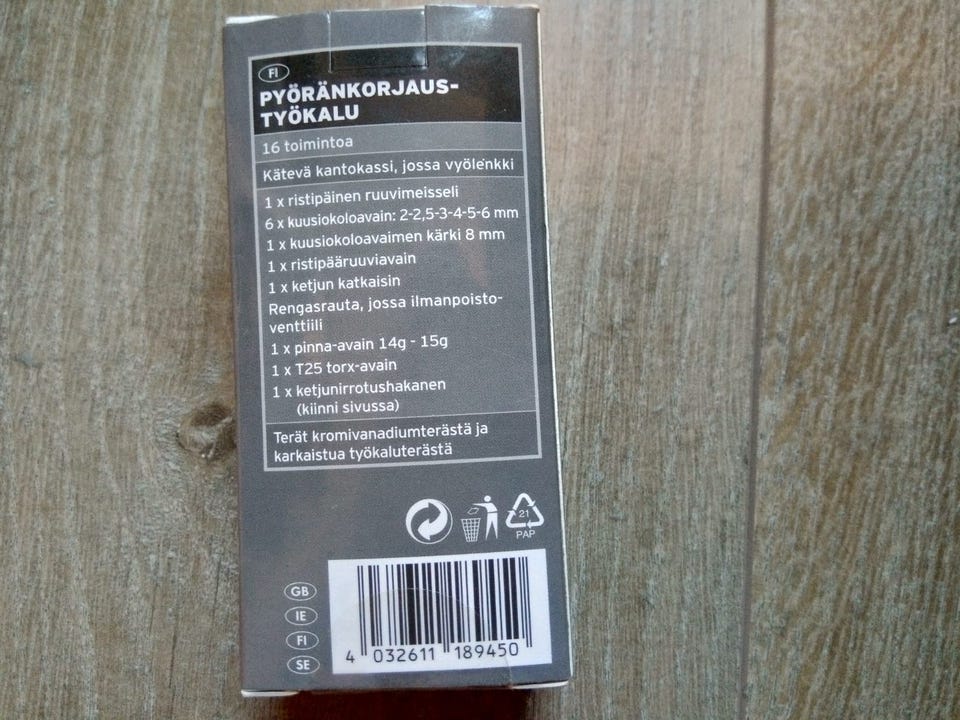 FI
PYÖRÄNKORJAUS-
TYÖKALU
16 toimintoa
Kätevä kantokassi, jossa vyölenkki
1 x ristipäinen ruuvimeisseli
6 x kuusiokoloavain: 2-2,5-3-4-5-6 mm
1 x kuusiokoloavaimen kärki 8 mm
1 x ristipääruuviavain
1 x ketjun katkaisin
Rengasrauta, jossa ilmanpoisto-
venttiili
1 x pinna-avain 14g - 15g
1 x T25 torx-avain
1 x ketjunirrotushakanen
(kiinni sivussa)
Terät kromivanadiumterästä ja
karkaistua työkaluterästä
21
PAP
GB
IE
FI
SE
4 032611 189450